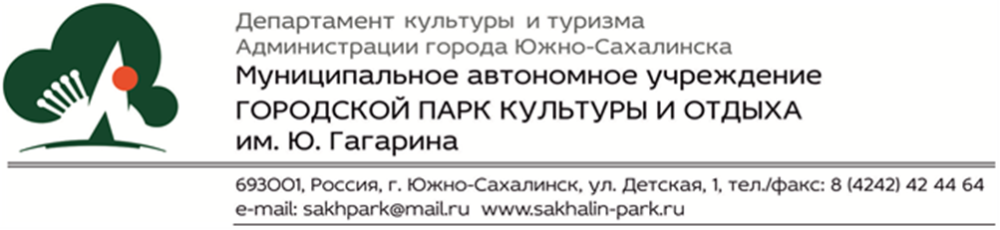 Департамент культуры и туризма
Администрации города Южно-Сахалинска
Муниципальное автономное учреждение
ГОРОДСКОЙ ПАРК КУЛЬТУРЫ И ОТДЫХА
им. Ю. Гагарина
693001, Россия, г. Южно-Сахалинск, ул. Детская, 1, тел./факс: 8 (4242) 42 44 64
e-mail: sakhpark@mail.ru www.sakhalin-park.ru